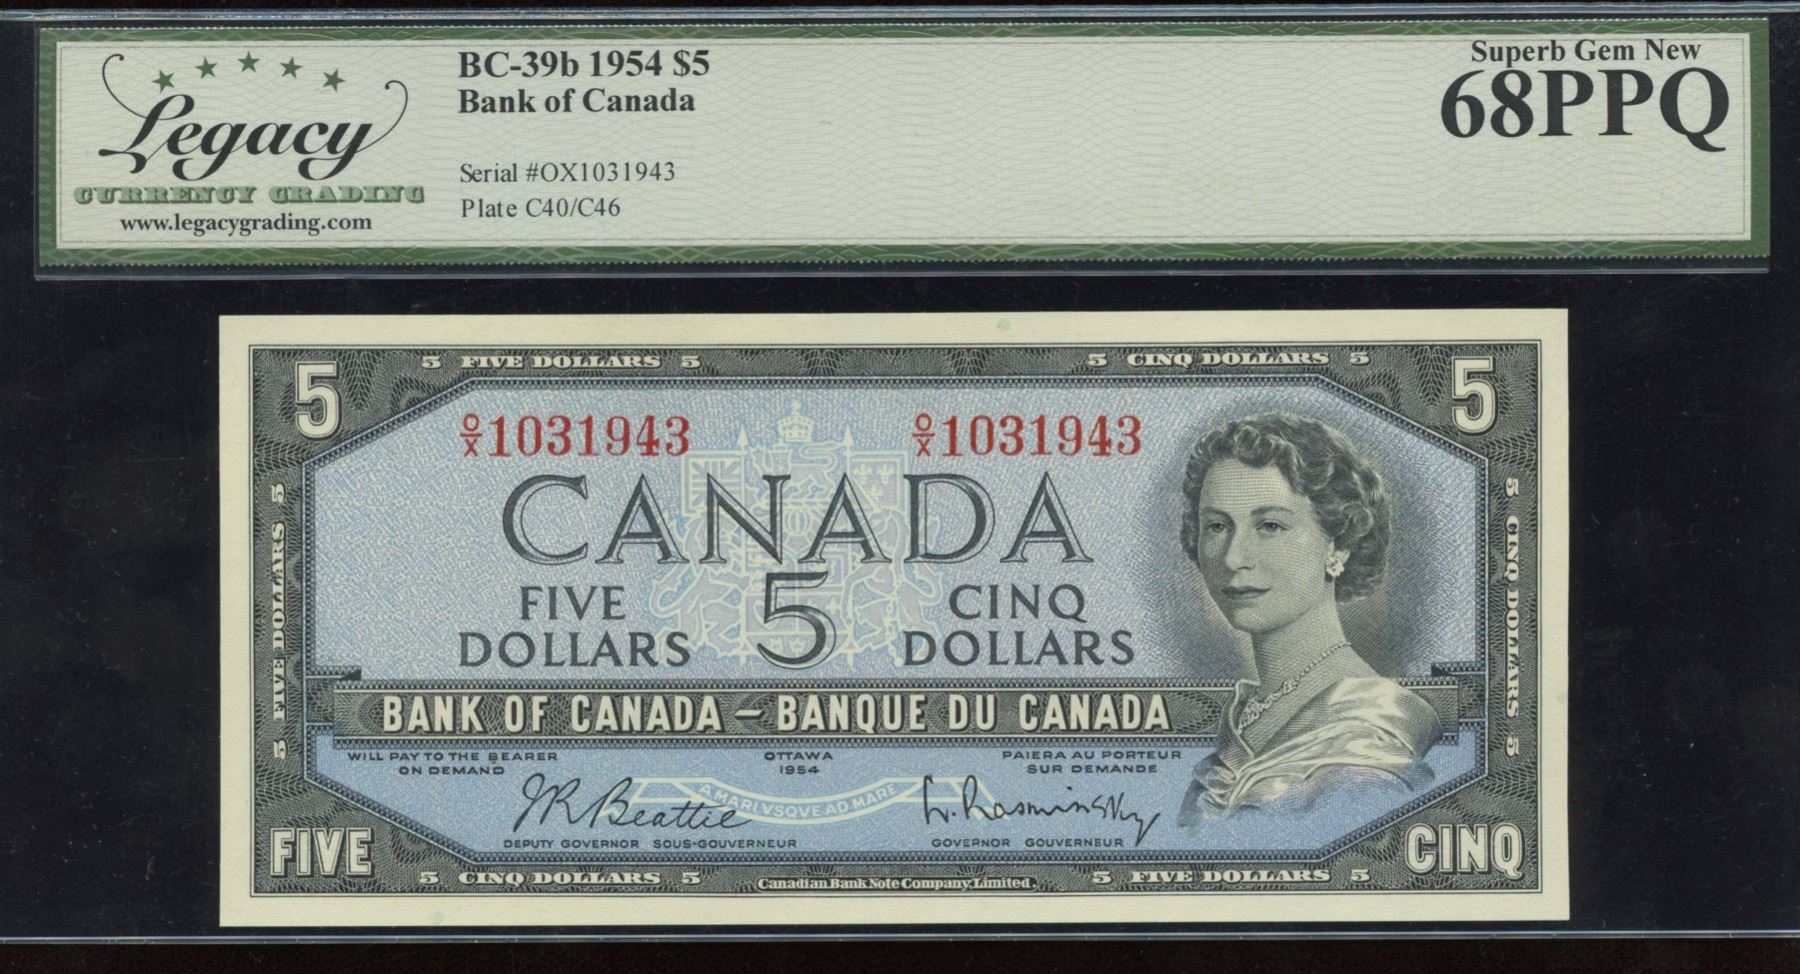 Legacy
CURRENCY GRADING
www.legacygrading.com
BC-39b 1954 $5
Bank of Canada
Serial #OX1031943
Plate C40/C46
Superb Gem New
68PPQ
5 5 FIVE DOLLARS 5 5 CINQ DOLLARS 5 5
O/X 1031943 O/X 1031943
CANADA
FIVE 5 CINQ
DOLLARS DOLLARS
5 FIVE DOLLARS 5
5 CINQ DOLLARS 5
BANK OF CANADA – BANQUE DU CANADA
WILL PAY TO THE BEARER OTTAWA PAIERA AU PORTEUR
ON DEMAND 1954 SUR DEMANDE
A MARI VSQVE AD MARE
JR Beattie L. Rasminsky
DEPUTY GOVERNOR SOUS-GOUVERNEUR GOVERNOR GOUVERNEUR
FIVE CINQ
5 CINQ DOLLARS 5 Canadian Bank Note Company, Limited. 5 FIVE DOLLARS 5